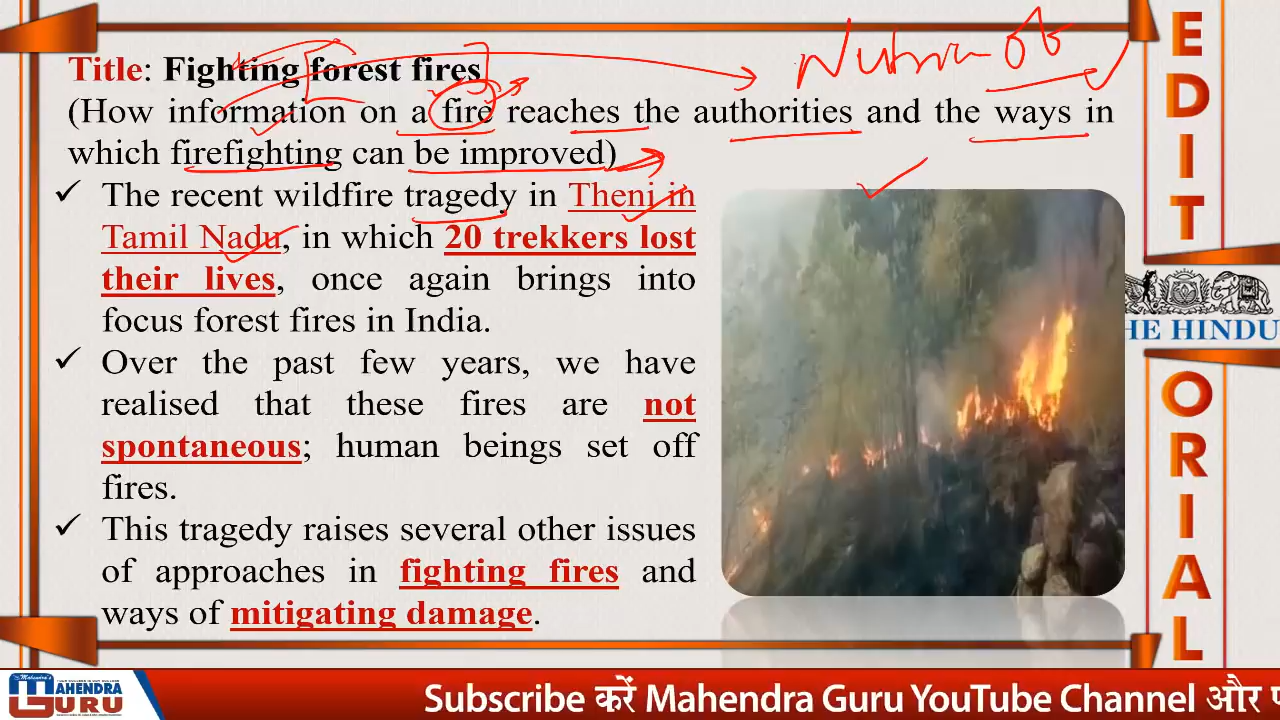 Title: Fighting forest fires
(How information on a fire reaches the authorities and the ways in
which firefighting can be improved)
✓ The recent wildfire tragedy in Theni in
Tamil Nadu, in which 20 trekkers lost
their lives, once again brings into
focus forest fires in India.
✓ Over the past few years, we have
realised that these fires are not
spontaneous; human beings set off
fires.
✓ This tragedy raises several other issues
of approaches in fighting fires and
ways of mitigating damage.
EDITORIAL
THE HINDU
Mahendra's
MAHENDRA
GURU
Subscribe करें Mahendra Guru YouTube Channel और